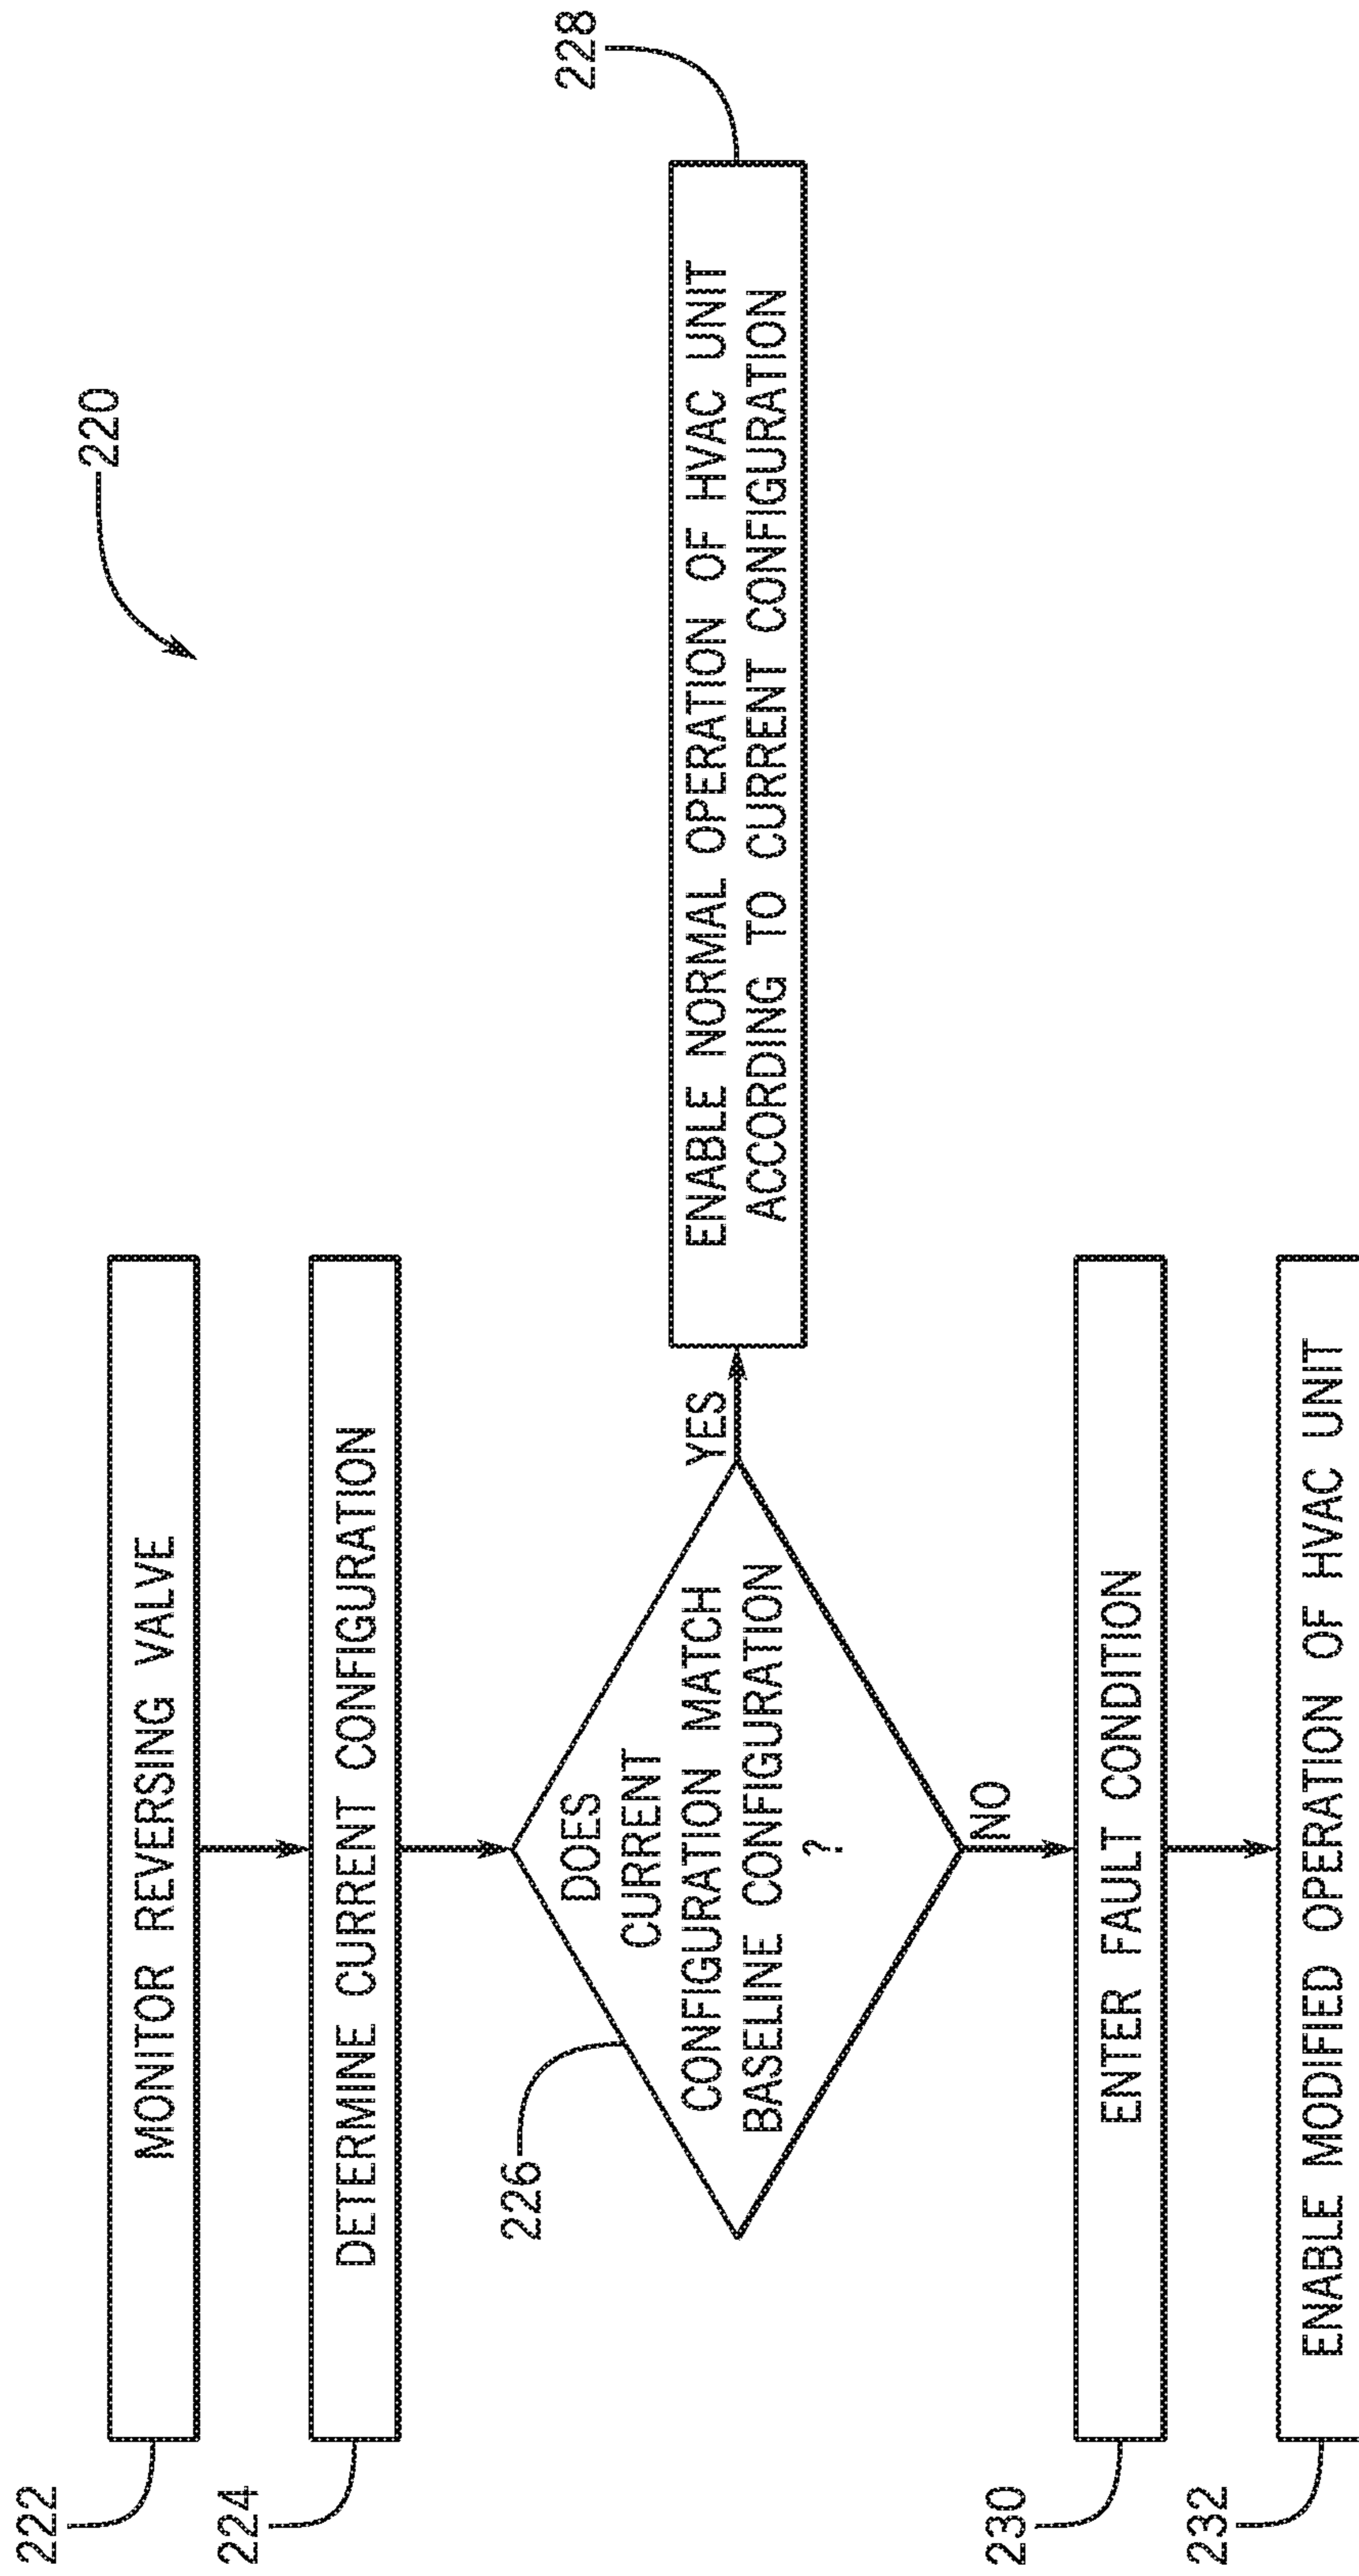 220
222
MONITOR REVERSING VALVE
224
DETERMINE CURRENT CONFIGURATION
226
DOES
CURRENT
CONFIGURATION MATCH
BASELINE CONFIGURATION
?
YES
228
ENABLE NORMAL OPERATION OF HVAC UNIT
ACCORDING TO CURRENT CONFIGURATION
NO
230
ENTER FAULT CONDITION
232
ENABLE MODIFIED OPERATION OF HVAC UNIT